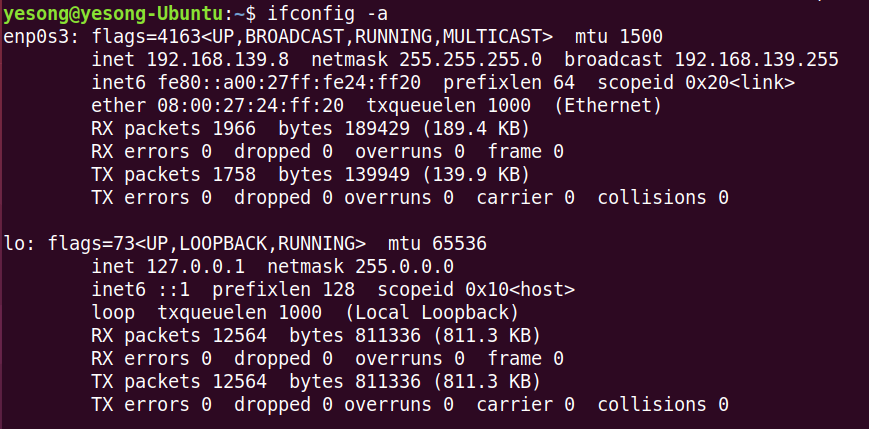 yesong@yesong-Ubuntu:~$ ifconfig -a
enp0s3: flags=4163<UP,BROADCAST,RUNNING,MULTICAST>  mtu 1500
        inet 192.168.139.8  netmask 255.255.255.0  broadcast 192.168.139.255
        inet6 fe80::a00:27ff:fe24:ff20  prefixlen 64  scopeid 0x20<link>
        ether 08:00:27:24:ff:20  txqueuelen 1000  (Ethernet)
        RX packets 1966  bytes 189429 (189.4 KB)
        RX errors 0  dropped 0  overruns 0  frame 0
        TX packets 1758  bytes 139949 (139.9 KB)
        TX errors 0  dropped 0 overruns 0  carrier 0  collisions 0

lo: flags=73<UP,LOOPBACK,RUNNING>  mtu 65536
        inet 127.0.0.1  netmask 255.0.0.0
        inet6 ::1  prefixlen 128  scopeid 0x10<host>
        loop  txqueuelen 1000  (Local Loopback)
        RX packets 12564  bytes 811336 (811.3 KB)
        RX errors 0  dropped 0  overruns 0  frame 0
        TX packets 12564  bytes 811336 (811.3 KB)
        TX errors 0  dropped 0 overruns 0  carrier 0  collisions 0